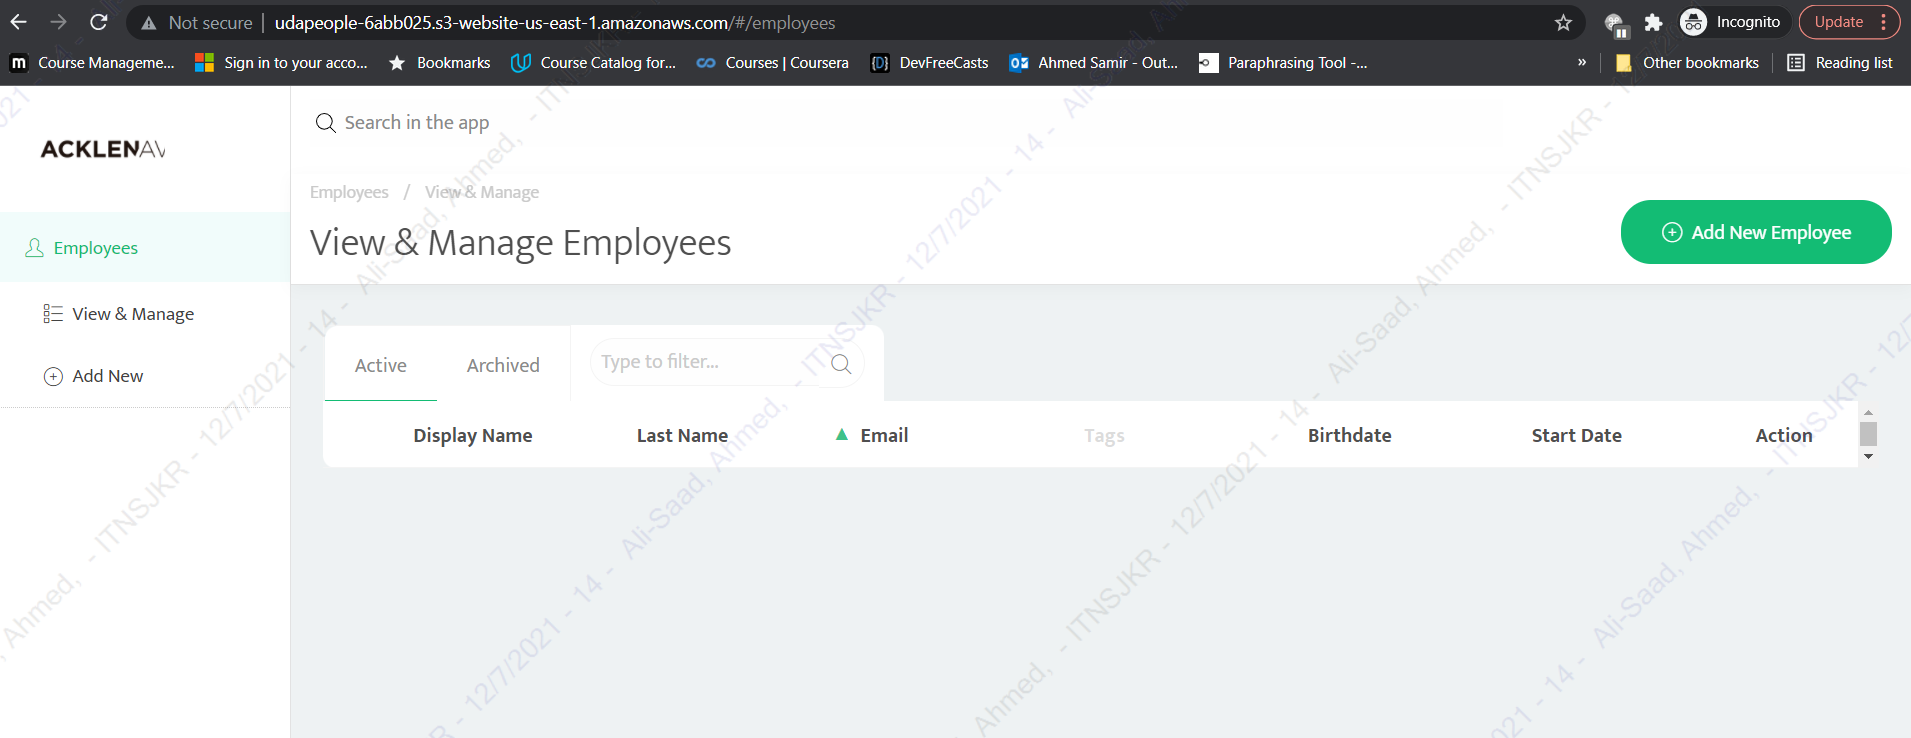 Not secure | udapeople-6abb025.s3-website-us-east-1.amazonaws.com/#/employees Incognito Update
m Course Manageme... Sign in to your acco... Bookmarks Course Catalog for... Courses | Coursera {D} DevFreeCasts Ahmed Samir - Out... Paraphrasing Tool -... » Other bookmarks Reading list
ACKLENAV
Employees
View & Manage
Add New
Search in the app
Employees / View & Manage
View & Manage Employees
Add New Employee
Active Archived Type to filter...
Display Name Last Name Email Tags Birthdate Start Date Action
Ali-Saad, Ahmed, - ITNSJKR - 12/7/2021 - 14 -